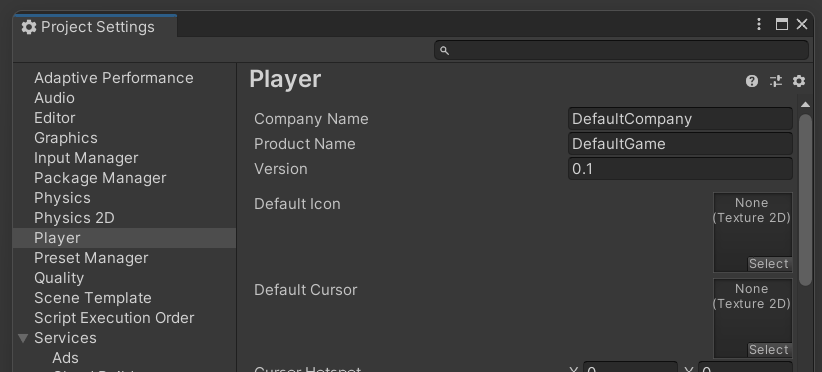 Project Settings
Adaptive Performance
Audio
Editor
Graphics
Input Manager
Package Manager
Physics
Physics 2D
Player
Preset Manager
Quality
Scene Template
Script Execution Order
Services
Ads
Player
Company Name DefaultCompany
Product Name DefaultGame
Version 0.1
Default Icon
None
(Texture 2D)
Select
Default Cursor
None
(Texture 2D)
Select
Cursor Hotspot X 0 Y 0